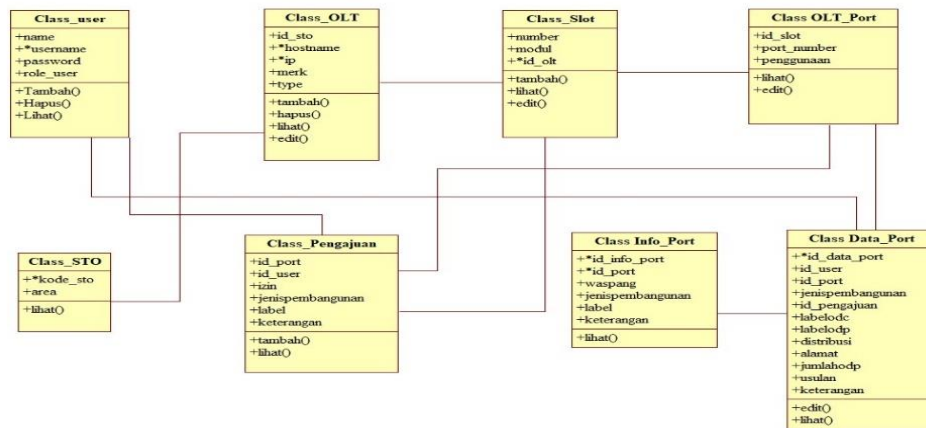 Class_user
+name
+*username
+password
+role_user
+Tambah()
+Hapus()
+Lihat()
Class_OLT
+id_sto
+*hostname
+*ip
+merk
+type
+tambah()
+hapus()
+lihat()
+edit()
Class_Slot
+number
+modul
+*id_olt
+tambah()
+lihat()
+edit()
Class OLT_Port
+id_slot
+port_number
+penggunaan
+lihat()
+edit()
Class_STO
+*kode_sto
+area
+lihat()
Class_Pengajuan
+id_port
+id_user
+izin
+jenispembangunan
+label
+keterangan
+tambah()
+lihat()
Class Info_Port
+*id_info_port
+*id_port
+waspang
+jenispembangunan
+label
+keterangan
+lihat()
Class Data_Port
+*id_data_port
+id_user
+id_port
+jenispembangunan
+id_pengajuan
+labelodc
+labelodp
+distribusi
+alamat
+jumlahodp
+usulan
+keterangan
+edit()
+lihat()